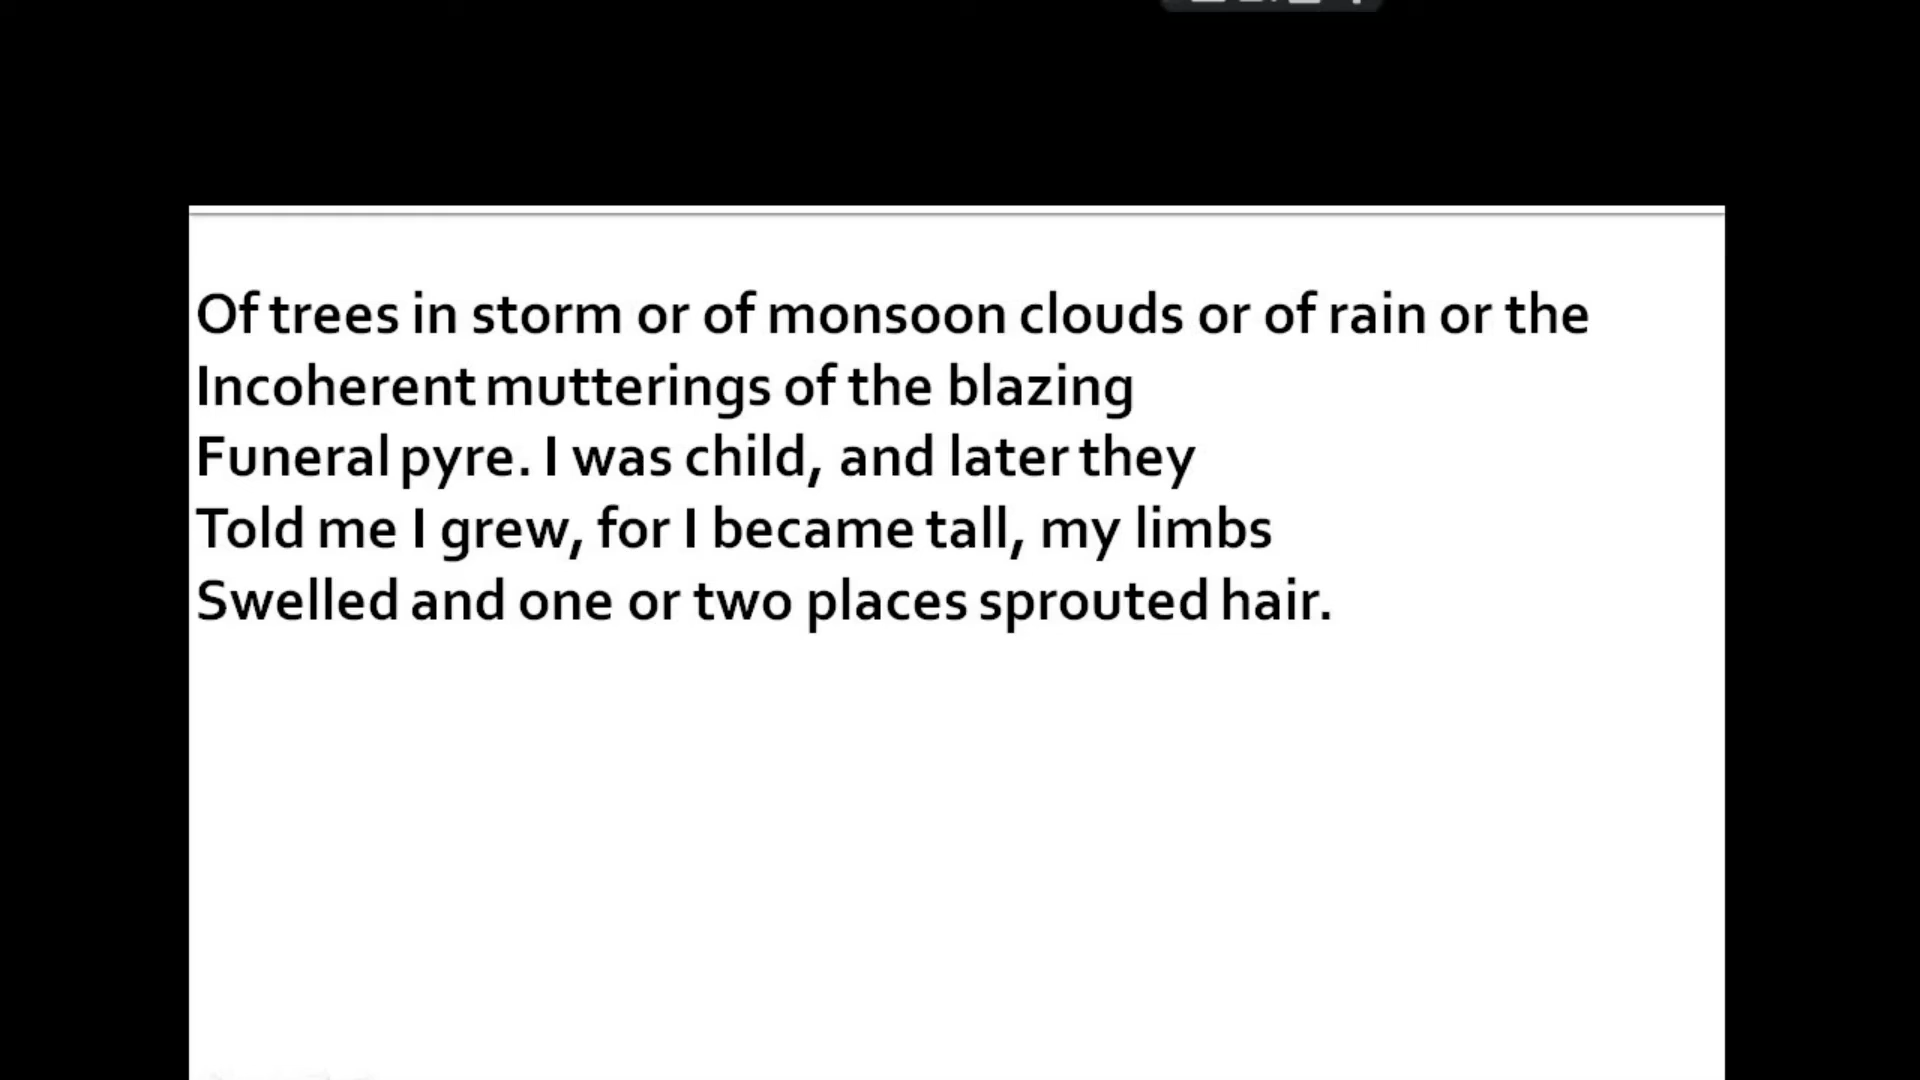 Of trees in storm or of monsoon clouds or of rain or the
Incoherent mutterings of the blazing
Funeral pyre. I was child, and later they
Told me I grew, for I became tall, my limbs
Swelled and one or two places sprouted hair.